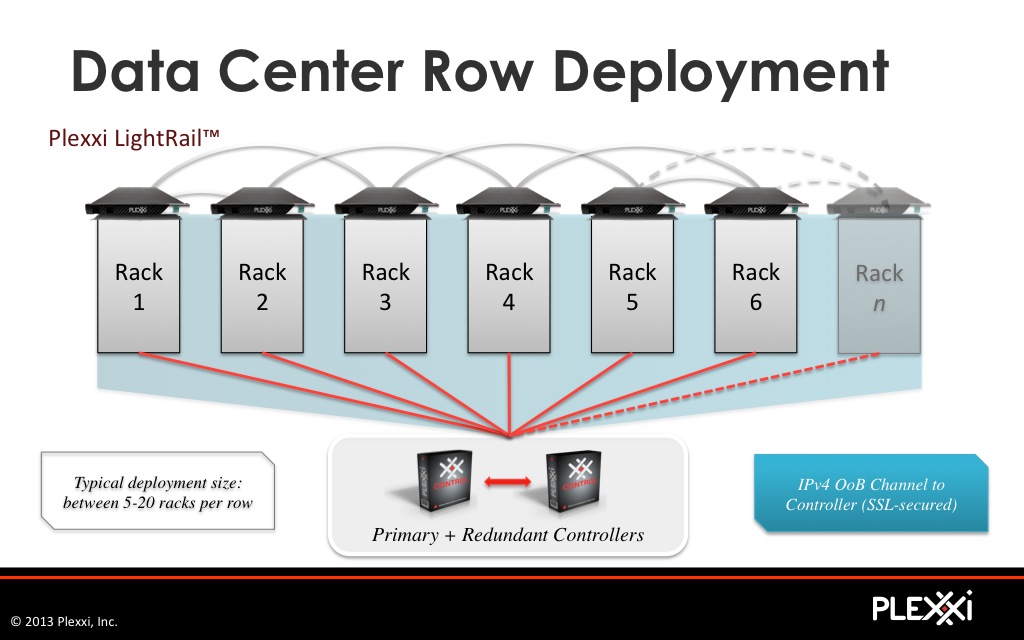 Data Center Row Deployment
Plexxi LightRail™
PLEXXI
PLEXXI
PLEXXI
PLEXXI
PLEXXI
PLEXXI
PLEXXI
Rack
1
Rack
2
Rack
3
Rack
4
Rack
5
Rack
6
Rack
n
Typical deployment size:
between 5-20 racks per row
CONTROL
CONTROL
Primary + Redundant Controllers
IPv4 OoB Channel to
Controller (SSL-secured)
© 2013 Plexxi, Inc.
PLEXXi